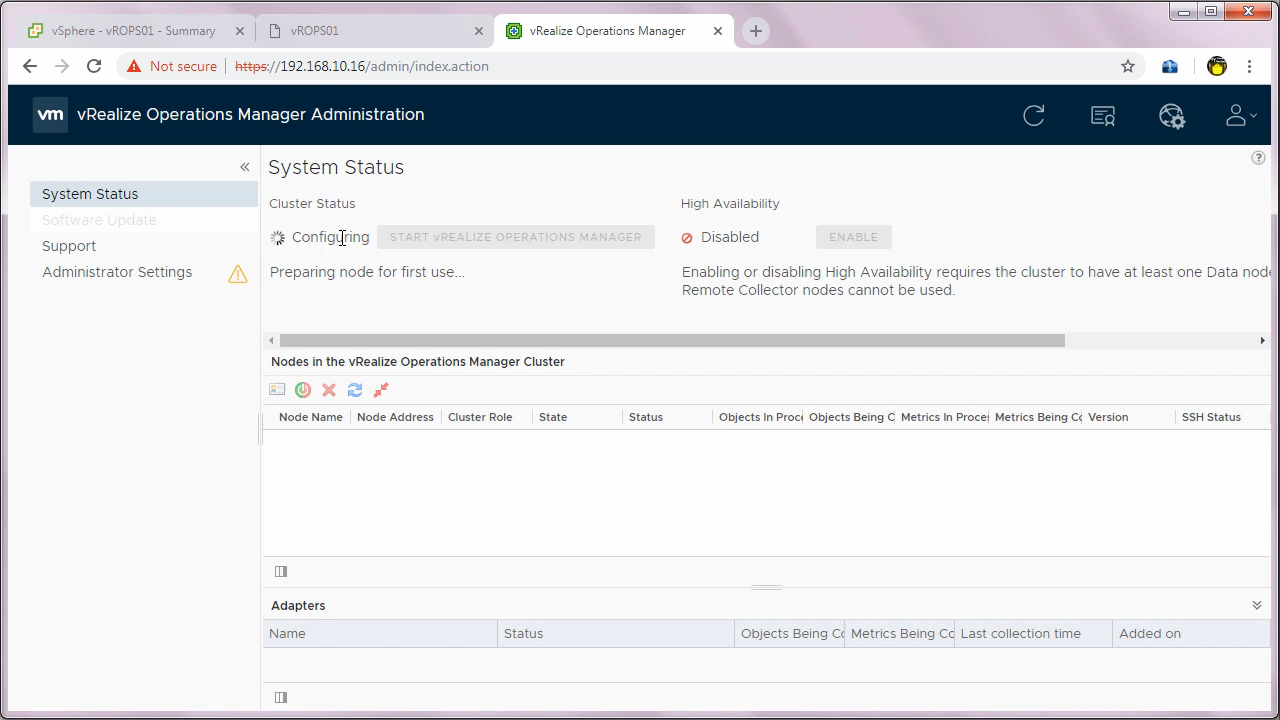 vSphere - vROPS01 - Summary
vROPS01
vRealize Operations Manager
Not secure
https://192.168.10.16/admin/index.action
vm
vRealize Operations Manager Administration
System Status
Software Update
Support
Administrator Settings
System Status
Cluster Status
Configuring
START vREALIZE OPERATIONS MANAGER
Preparing node for first use...
High Availability
Disabled
ENABLE
Enabling or disabling High Availability requires the cluster to have at least one Data node
Remote Collector nodes cannot be used.
Nodes in the vRealize Operations Manager Cluster
Node Name Node Address Cluster Role State Status Objects In Proce Objects Being C Metrics In Proces Metrics Being Co Version SSH Status
Adapters
Name Status Objects Being Co Metrics Being Co Last collection time Added on